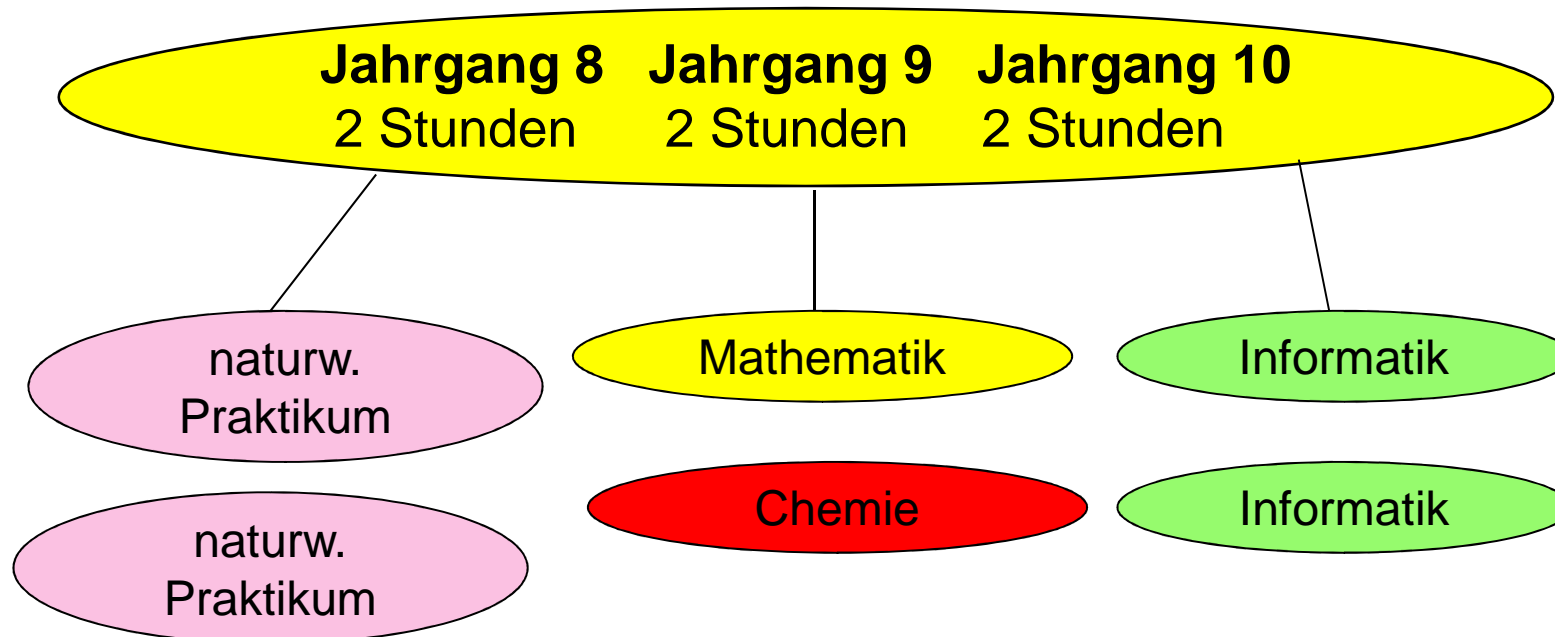 Jahrgang 8 Jahrgang 9 Jahrgang 10
2 Stunden 2 Stunden 2 Stunden
naturw.
Praktikum
Mathematik
Informatik
naturw.
Praktikum
Chemie
Informatik